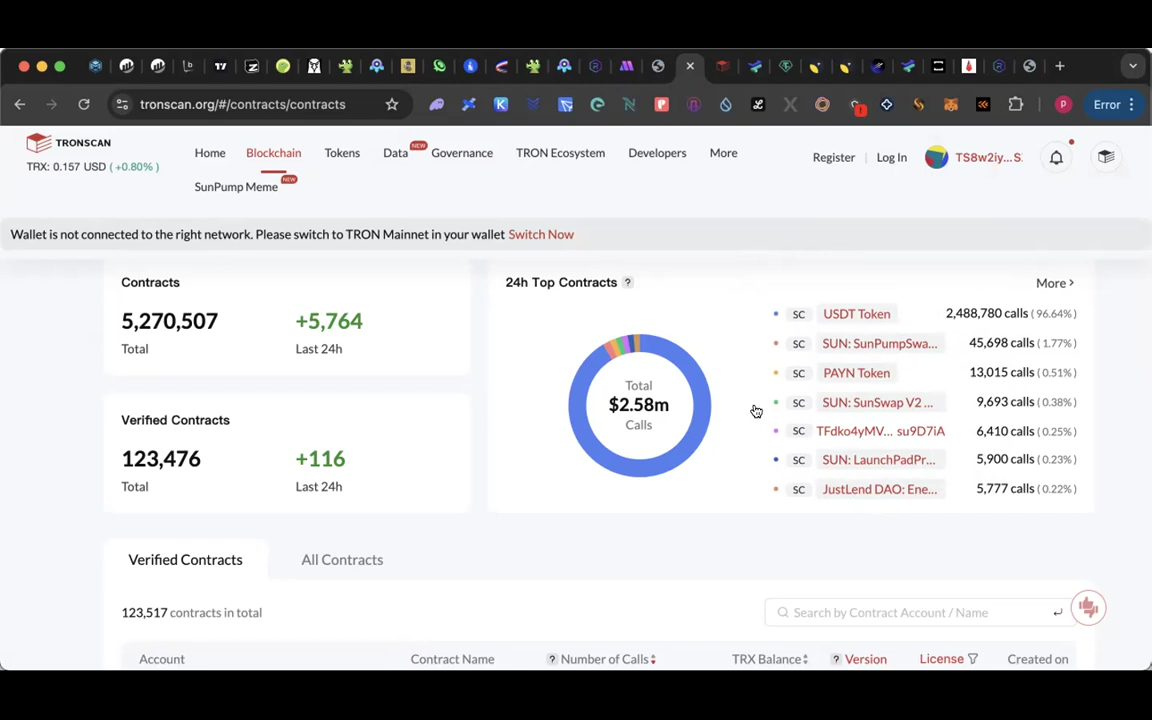 tronscan.org/#/contracts/contracts
Error
TRONSCAN
TRX: 0.157 USD ( +0.80% )
Home
Blockchain
Tokens
Data
NEW
Governance
TRON Ecosystem
Developers
More
Register
Log In
TS8w2iy...S
SunPump Meme
NEW
Wallet is not connected to the right network. Please switch to TRON Mainnet in your wallet Switch Now
Contracts
5,270,507
+5,764
Total
Last 24h
Verified Contracts
123,476
+116
Total
Last 24h
24h Top Contracts ?
More >
Total
$2.58m
Calls
SC USDT Token 2,488,780 calls ( 96.64%)
SC SUN: SunPumpSwa... 45,698 calls ( 1.77%)
SC PAYN Token 13,015 calls ( 0.51%)
SC SUN: SunSwap V2 ... 9,693 calls ( 0.38%)
SC TFdko4yMV... su9D7iA 6,410 calls ( 0.25%)
SC SUN: LaunchPadPr... 5,900 calls ( 0.23%)
SC JustLend DAO: Ene... 5,777 calls ( 0.22%)
Verified Contracts
All Contracts
123,517 contracts in total
Search by Contract Account / Name
Account
Contract Name
? Number of Calls
TRX Balance
? Version
License
Created on